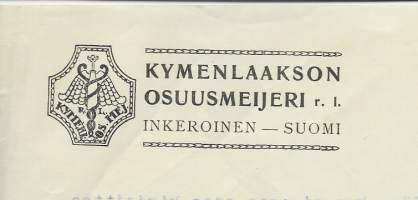 KYMENLAAKSON
OSUUSMEIJERI r. l.
INKEROINEN — SUOMI